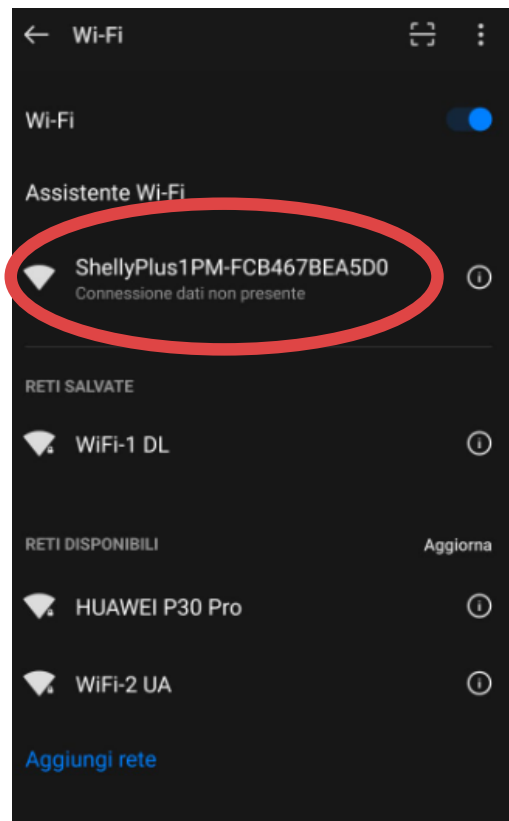 Wi-Fi
Wi-Fi
Assistente Wi-Fi
ShellyPlus1PM-FCB467BEA5D0
Connessione dati non presente
RETI SALVATE
WiFi-1 DL
RETI DISPONIBILI Aggiorna
HUAWEI P30 Pro
WiFi-2 UA
Aggiungi rete